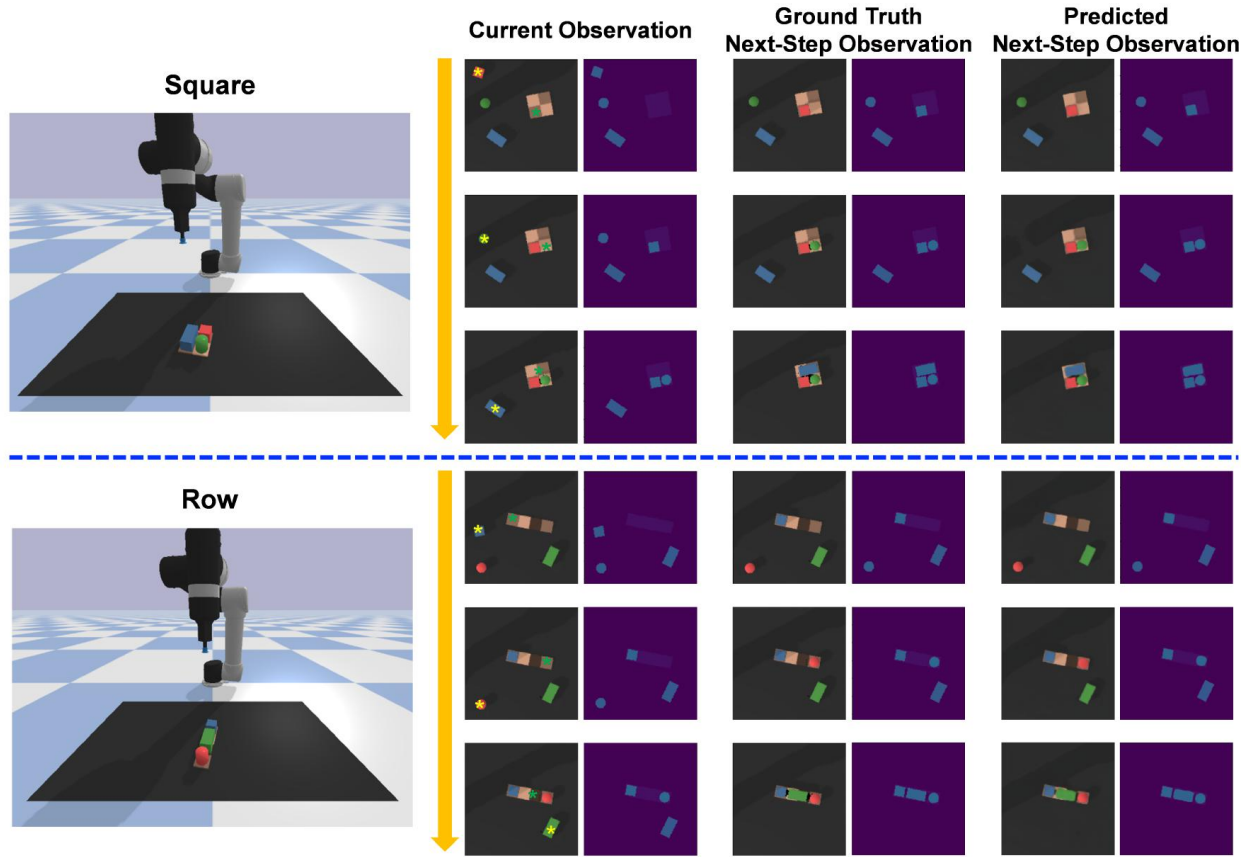 Current Observation
Ground Truth
Next-Step Observation
Predicted
Next-Step Observation
Square
Row